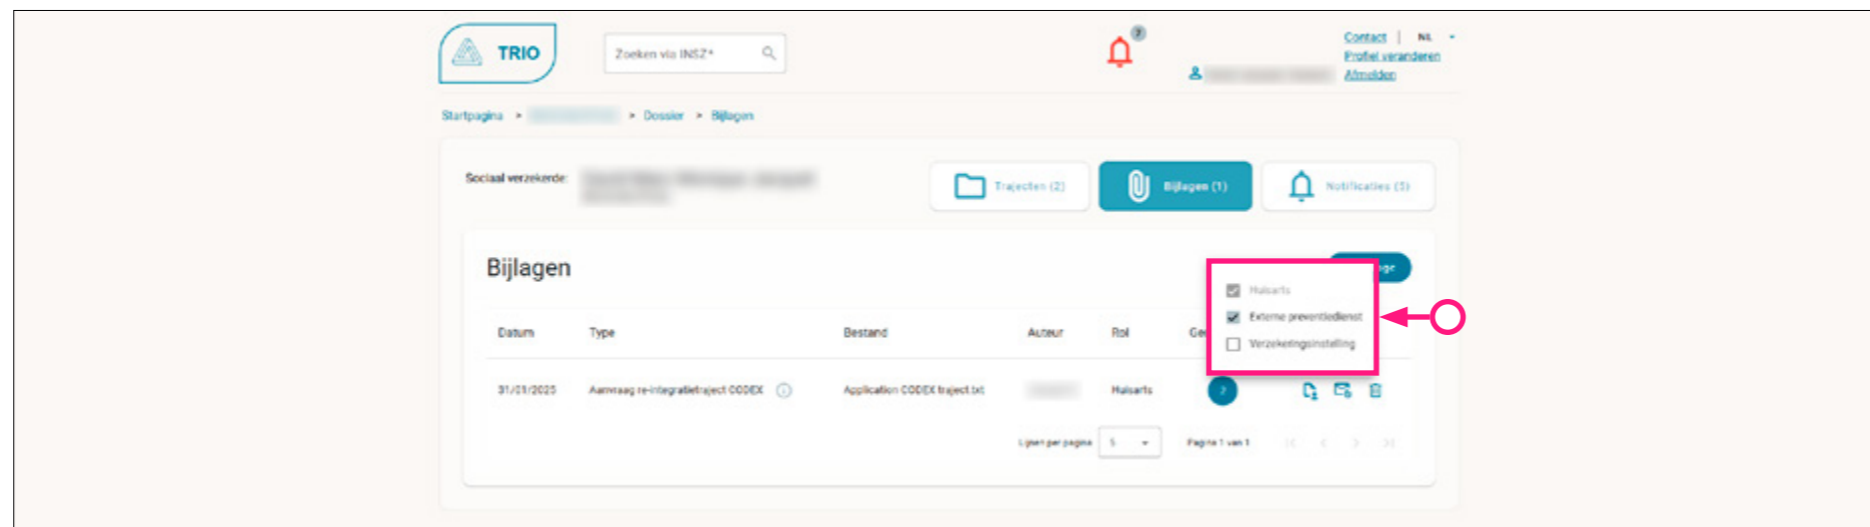 TRIO
Zoeken via INSZ*
7
Contact | NL
Profiel veranderen
Afmelden
Startpagina > > Dossier > Bijlagen
Sociaal verzekerde:
Trajecten (2)
Bijlagen (1)
Notificaties (5)
Bijlagen
Huisarts
Externe preventiedienst
Verzekeringsinstelling
Datum Type Bestand Auteur Rol
31/01/2025 Aanvraag re-integratietraject CODEX Application CODEX traject.txt Huisarts 2
Lijnen per pagina 5 Pagina 1 van 1